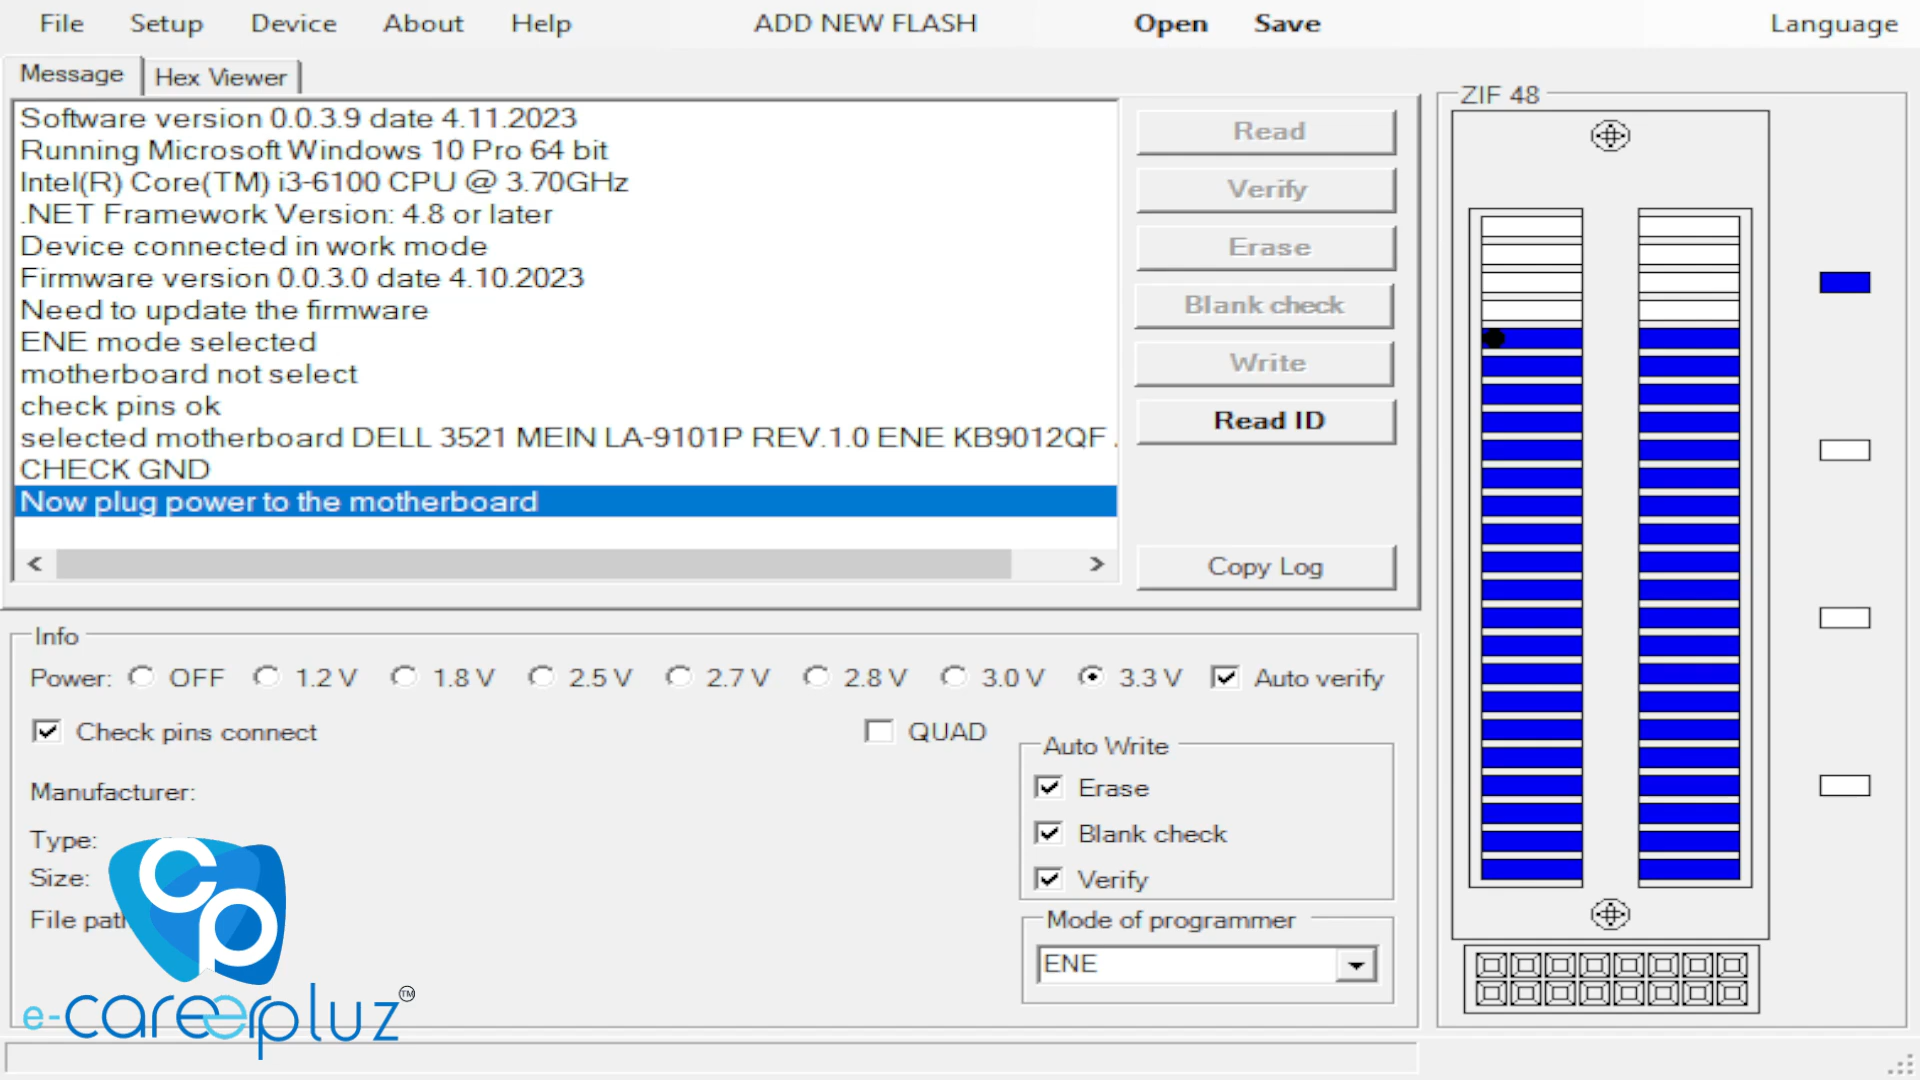 File Setup Device About Help ADD NEW FLASH Open Save Language
Message Hex Viewer
Software version 0.0.3.9 date 4.11.2023
Running Microsoft Windows 10 Pro 64 bit
Intel(R) Core(TM) i3-6100 CPU @ 3.70GHz
.NET Framework Version: 4.8 or later
Device connected in work mode
Firmware version 0.0.3.0 date 4.10.2023
Need to update the firmware
ENE mode selected
motherboard not select
check pins ok
selected motherboard DELL 3521 MEIN LA-9101P REV.1.0 ENE KB9012QF
CHECK GND
Now plug power to the motherboard
Read
Verify
Erase
Blank check
Write
Read ID
Copy Log
ZIF 48
Info
Power: OFF 1.2 V 1.8 V 2.5 V 2.7 V 2.8 V 3.0 V 3.3 V Auto verify
Check pins connect QUAD
Auto Write
Erase
Blank check
Verify
Manufacturer:
Type:
Size:
File path
Mode of programmer
ENE
cp
e-careerpluz™